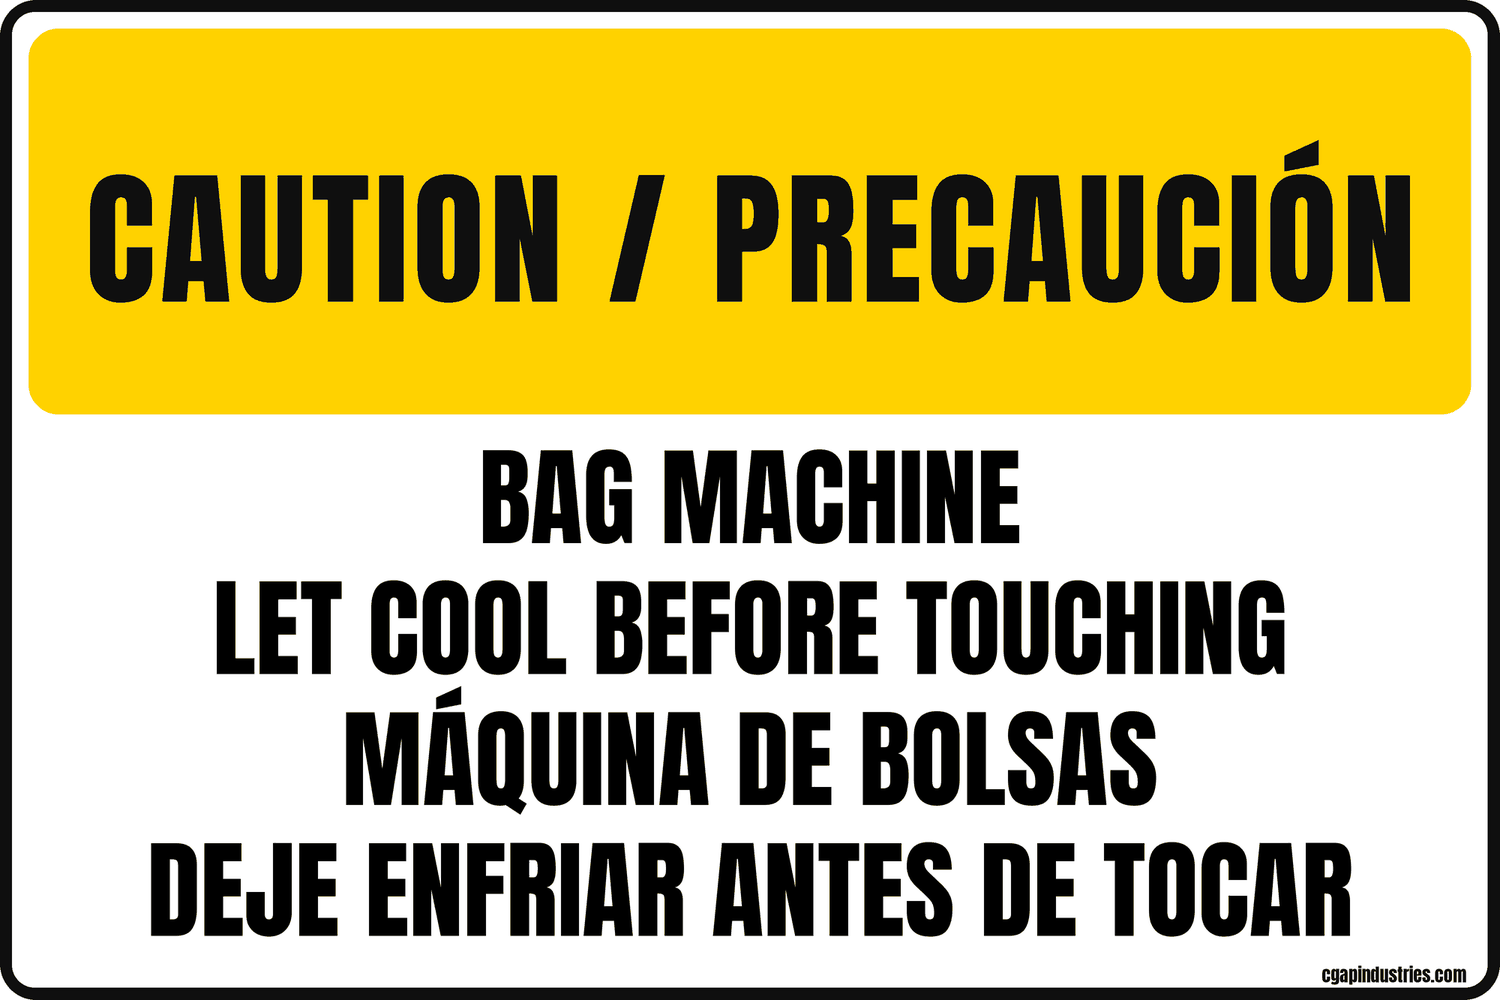 CAUTION / PRECAUCIÓN
BAG MACHINE
LET COOL BEFORE TOUCHING
MÁQUINA DE BOLSAS
DEJE ENFRIAR ANTES DE TOCAR
cgapindustries.com